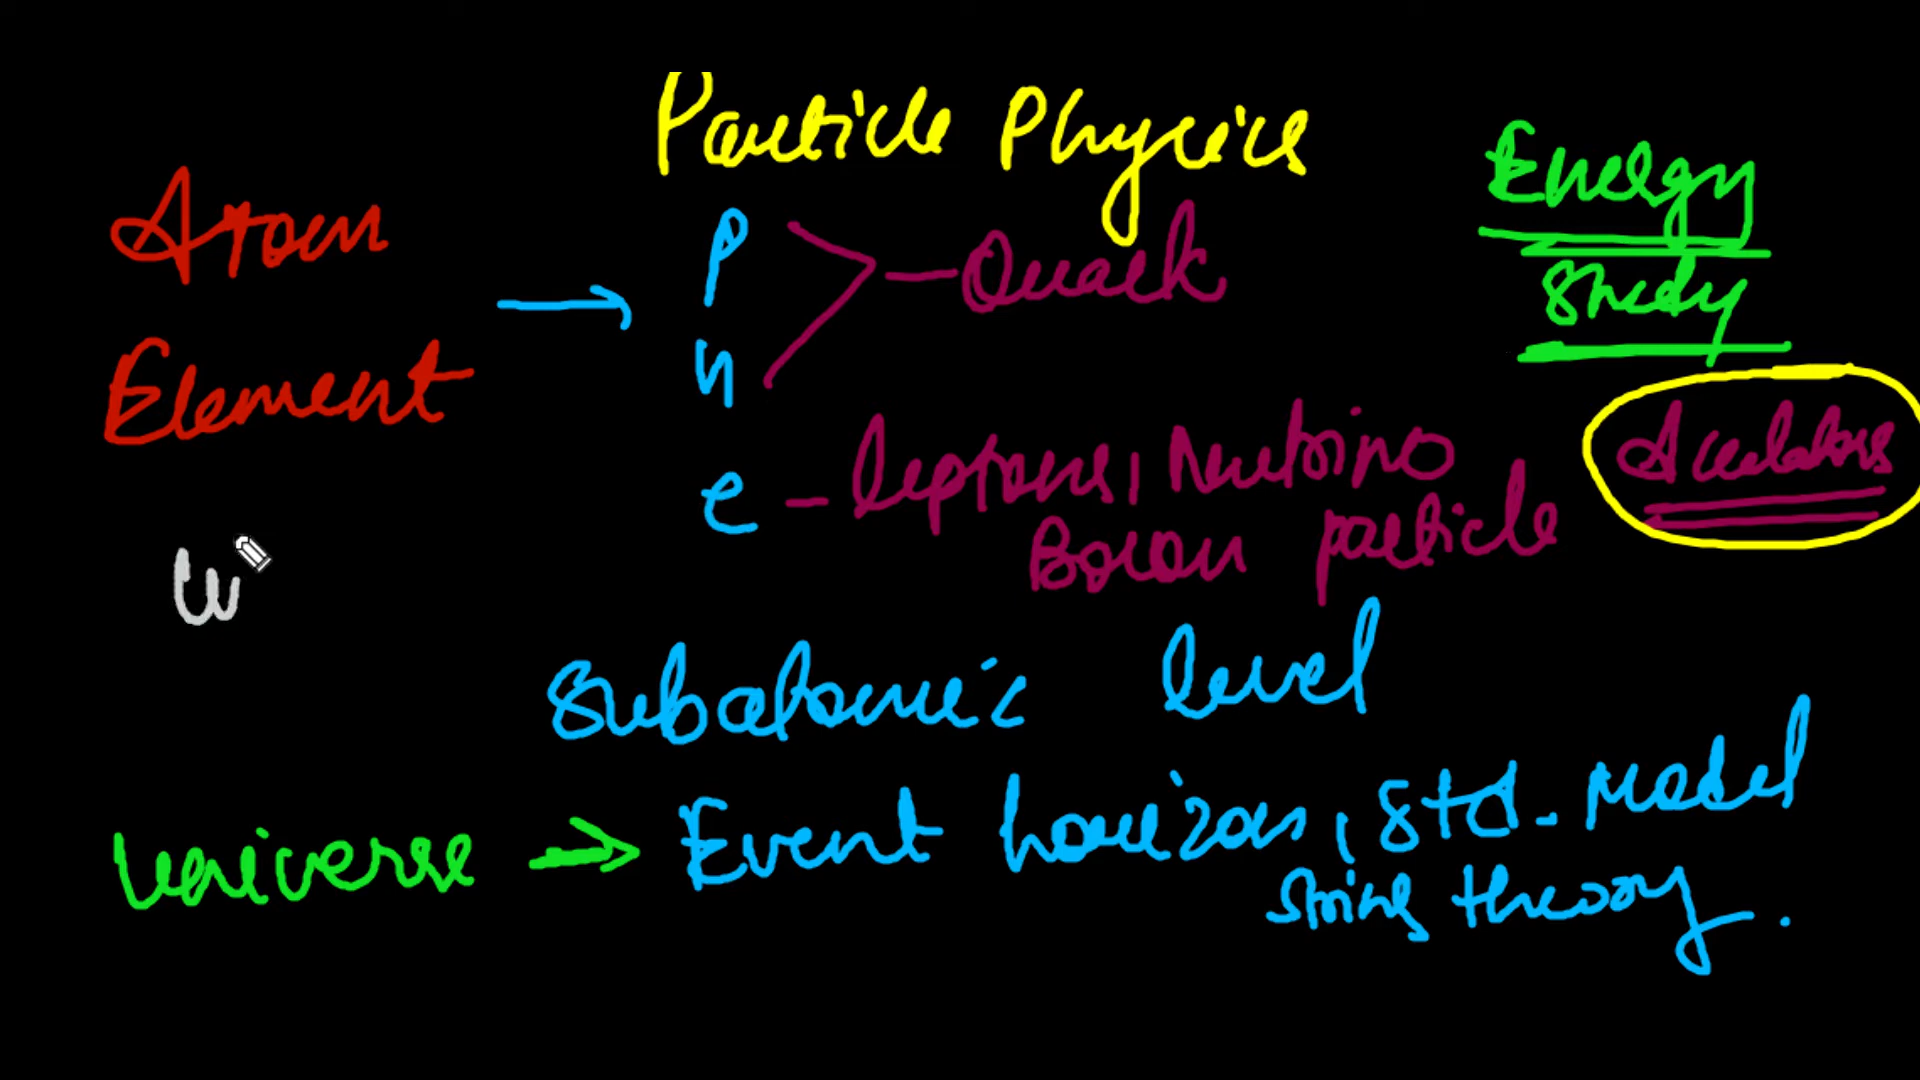 Particle Physics
Energy
Study
Atom
Element
p
n
e
Quark
leptons, Neutrino
Boson particle
W
Subatomic level
Universe → Event horizon, Std. Model
String theory.